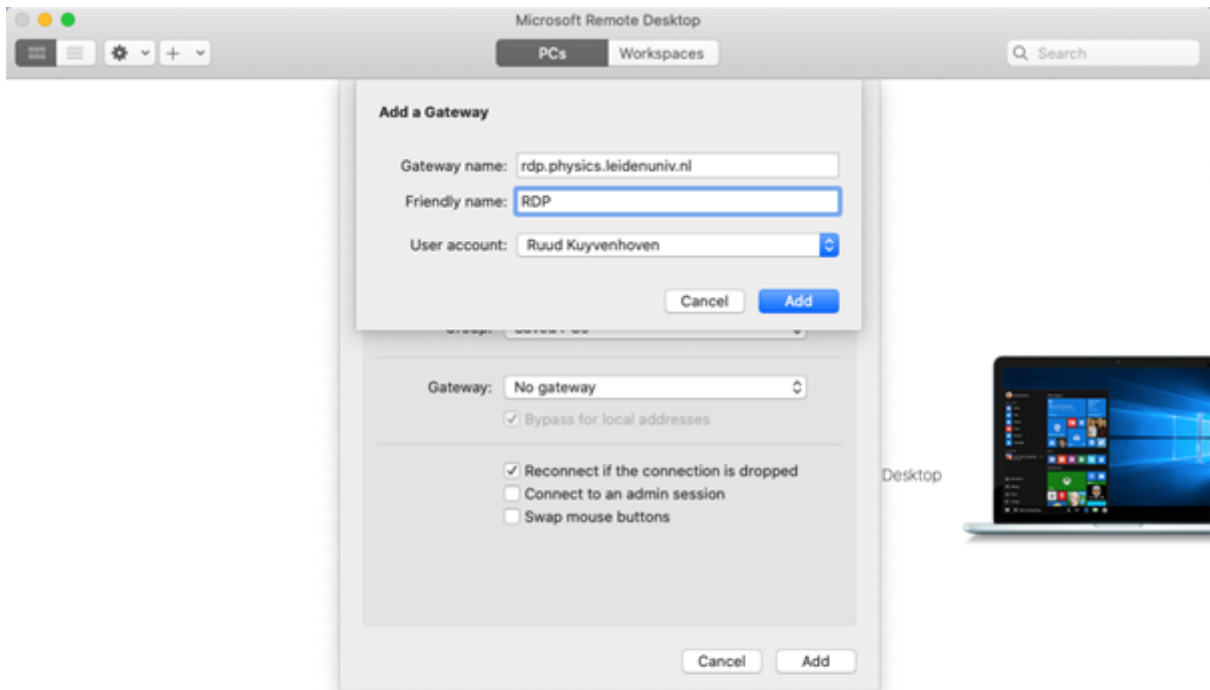 Microsoft Remote Desktop
PCs Workspaces Search
Add a Gateway
Gateway name: rdp.physics.leidenuniv.nl
Friendly name: RDP
User account: Ruud Kuyvenhoven
Cancel Add
Gateway: No gateway
Bypass for local addresses
Reconnect if the connection is dropped
Desktop
Connect to an admin session
Swap mouse buttons
Cancel Add